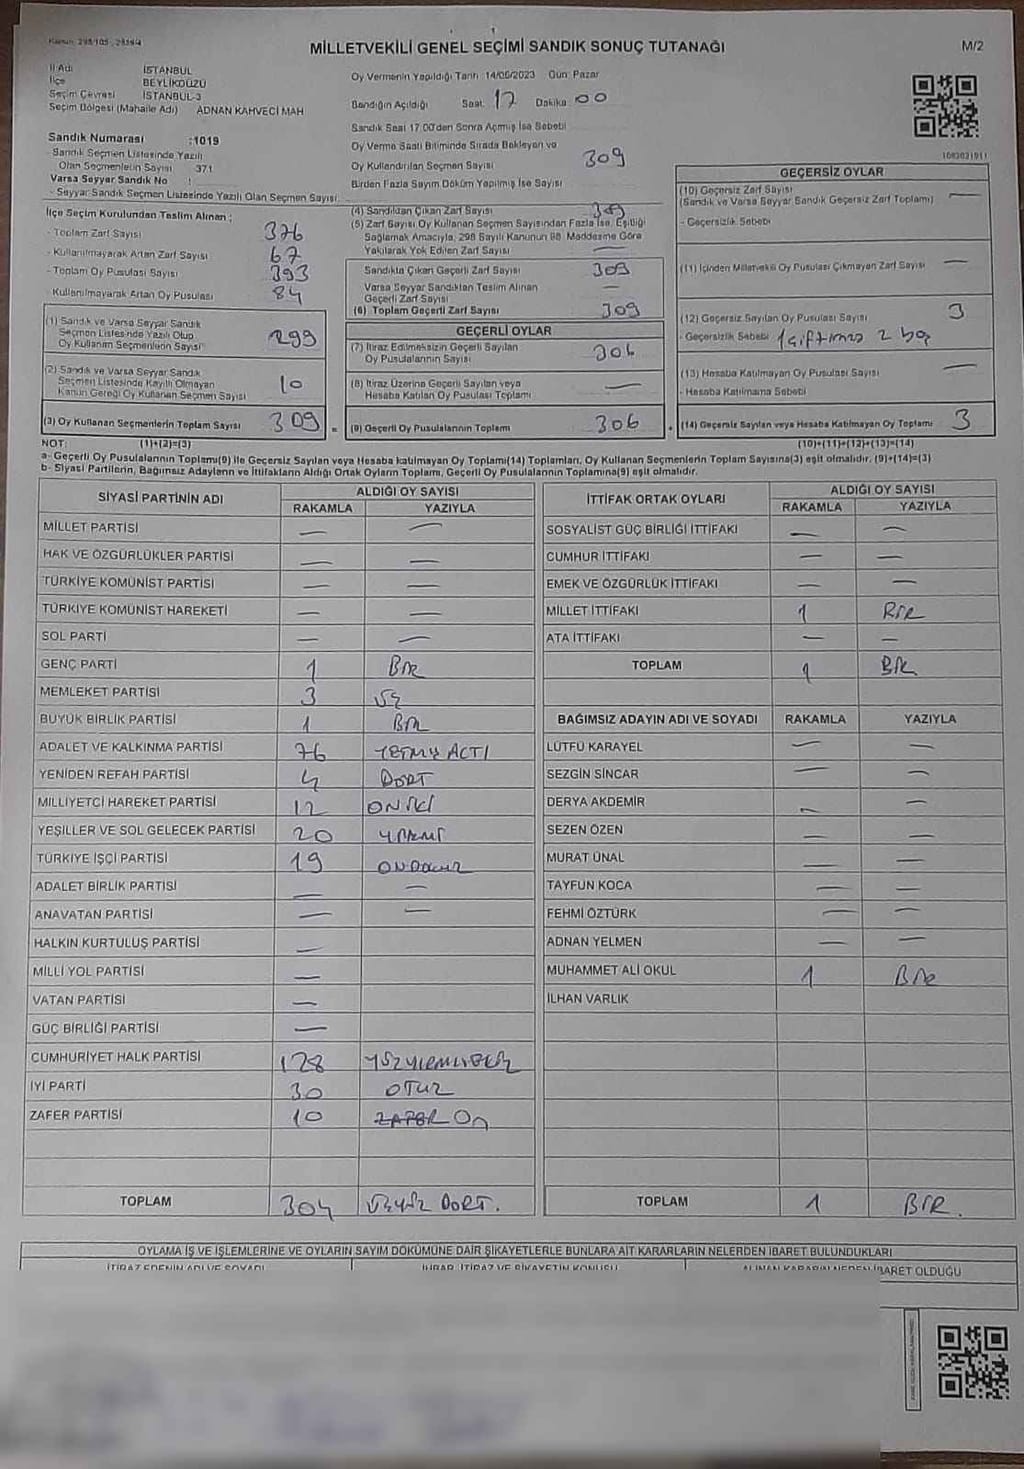 M/2
MİLLETVEKİLİ GENEL SEÇİMİ SANDIK SONUÇ TUTANAĞI
İl Adı İSTANBUL
İlçe BEYLİKDÜZÜ
Seçim Çevresi İSTANBUL-3
Seçim Bölgesi (Mahalle Adı) ADNAN KAHVECİ MAH
Sandık Numarası :1019
Sandık Seçmen Listesinde Yazılı
Olan Seçmenlerin Sayısı 371
Varsa Seyyar Sandık No :
- Seyyar Sandık Seçmen Listesinde Yazılı Olan Seçmen Sayısı:
Oy Vermenin Yapıldığı Tarih :14/05/2023 Gün: Pazar
Sandığın Açıldığı Saat. 17 Dakika 00
Sandık Saat 17.00'den Sonra Açılmış İse Sebebi
Oy Verme Saati Bitiminde Sırada Bekleyen ve
Oy Kullandırılan Seçmen Sayısı 309
Birden Fazla Sayım Döküm Yapılmış İse Sayısı
İlçe Seçim Kurulundan Teslim Alınan ;
- Toplam Zarf Sayısı 376
- Kullanılmayarak Artan Zarf Sayısı 67
- Toplam Oy Pusulası Sayısı 393
- Kullanılmayarak Artan Oy Pusulası 84
(1) Sandık ve Varsa Seyyar Sandık
Seçmen Listesinde Yazılı Olup
Oy Kullanan Seçmenlerin Sayısı 299
(2) Sandık ve Varsa Seyyar Sandık
Seçmen Listesinde Kayıtlı Olmayan
Kanun Gereği Oy Kullanan Seçmen Sayısı 10
(3) Oy Kullanan Seçmenlerin Toplam Sayısı 309
(4) Sandıktan Çıkan Zarf Sayısı 309
(5) Zarf Sayısı Oy Kullanan Seçmen Sayısından Fazla İse, Eşitliği
Sağlamak Amacıyla, 298 Sayılı Kanunun 98. Maddesine Göre
Yakılarak Yok Edilen Zarf Sayısı —
Sandıkta Çıkan Geçerli Zarf Sayısı 309
Varsa Seyyar Sandıktan Teslim Alınan
Geçerli Zarf Sayısı —
(6) Toplam Geçerli Zarf Sayısı 309
GEÇERLİ OYLAR
(7) İtiraz Edilmeksizin Geçerli Sayılan
Oy Pusulalarının Sayısı 306
(8) İtiraz Üzerine Geçerli Sayılan veya
Hesaba Katılan Oy Pusulası Toplamı —
(9) Geçerli Oy Pusulalarının Toplamı 306
GEÇERSİZ OYLAR
(10) Geçersiz Zarf Sayısı
(Sandık ve Varsa Seyyar Sandık Geçersiz Zarf Toplamı) —
- Geçersizlik Sebebi
(11) İçinden Milletvekili Oy Pusulası Çıkmayan Zarf Sayısı —
(12) Geçersiz Sayılan Oy Pusulası Sayısı 3
- Geçersizlik Sebebi 1 çift 2 boş
(13) Hesaba Katılmayan Oy Pusulası Sayısı —
- Hesaba Katılmama Sebebi
(14) Geçersiz Sayılan veya Hesaba Katılmayan Oy Toplamı 3
NOT: (1)+(2)=(3) (10)+(11)+(12)+(13)=(14)
a- Geçerli Oy Pusulalarının Toplamı(9) ile Geçersiz Sayılan veya Hesaba katılmayan Oy Toplamı(14) Toplamları, Oy Kullanan Seçmenlerin Toplam Sayısına(3) eşit olmalıdır. (9)+(14)=(3)
b- Siyasi Partilerin, Bağımsız Adayların ve İttifakların Aldığı Ortak Oyların Toplamı, Geçerli Oy Pusulalarının Toplamına(9) eşit olmalıdır.
SİYASİ PARTİNİN ADI ALDIĞI OY SAYISI
RAKAMLA YAZIYLA
MİLLET PARTİSİ — —
HAK VE ÖZGÜRLÜKLER PARTİSİ — —
TÜRKİYE KOMÜNİST PARTİSİ — —
TÜRKİYE KOMÜNİST HAREKETİ — —
SOL PARTİ — —
GENÇ PARTİ 1 BİR
MEMLEKET PARTİSİ 3 ÜÇ
BÜYÜK BİRLİK PARTİSİ 1 BİR
ADALET VE KALKINMA PARTİSİ 76 YETMİŞ ALTI
YENİDEN REFAH PARTİSİ 4 DÖRT
MİLLİYETÇİ HAREKET PARTİSİ 12 ON İKİ
YEŞİLLER VE SOL GELECEK PARTİSİ 20 YİRMİ
TÜRKİYE İŞÇİ PARTİSİ 19 ONDOKUZ
ADALET BİRLİK PARTİSİ — —
ANAVATAN PARTİSİ — —
HALKIN KURTULUŞ PARTİSİ —
MİLLİ YOL PARTİSİ —
VATAN PARTİSİ —
GÜÇ BİRLİĞİ PARTİSİ —
CUMHURİYET HALK PARTİSİ 128 YÜZYİRMİSEKİZ
İYİ PARTİ 30 OTUZ
ZAFER PARTİSİ 10 ZAFER On
TOPLAM 304 ÜÇYÜZ DÖRT.
İTTİFAK ORTAK OYLARI ALDIĞI OY SAYISI
RAKAMLA YAZIYLA
SOSYALİST GÜÇ BİRLİĞİ İTTİFAKI — —
CUMHUR İTTİFAKI — —
EMEK VE ÖZGÜRLÜK İTTİFAKI — —
MİLLET İTTİFAKI 1 BİR
ATA İTTİFAKI — —
TOPLAM 1 BİR
BAĞIMSIZ ADAYIN ADI VE SOYADI RAKAMLA YAZIYLA
LÜTFÜ KARAYEL — —
SEZGİN SİNCAR — —
DERYA AKDEMİR — —
SEZEN ÖZEN — —
MURAT ÜNAL — —
TAYFUN KOCA — —
FEHMİ ÖZTÜRK — —
ADNAN YELMEN — —
MUHAMMET ALİ OKUL 1 BİR
İLHAN VARLIK
TOPLAM 1 BİR.
OYLAMA İŞ VE İŞLEMLERİNE VE OYLARIN SAYIM DÖKÜMÜNE DAİR ŞİKAYETLERLE BUNLARA AİT KARARLARIN NELERDEN İBARET BULUNDUKLARI
İTİRAZ EDENİN ADI VE SOYADI İHBAR, İTİRAZ VE ŞİKAYETİN KONUSU ALINAN KARARIN NEDEN İBARET OLDUĞU